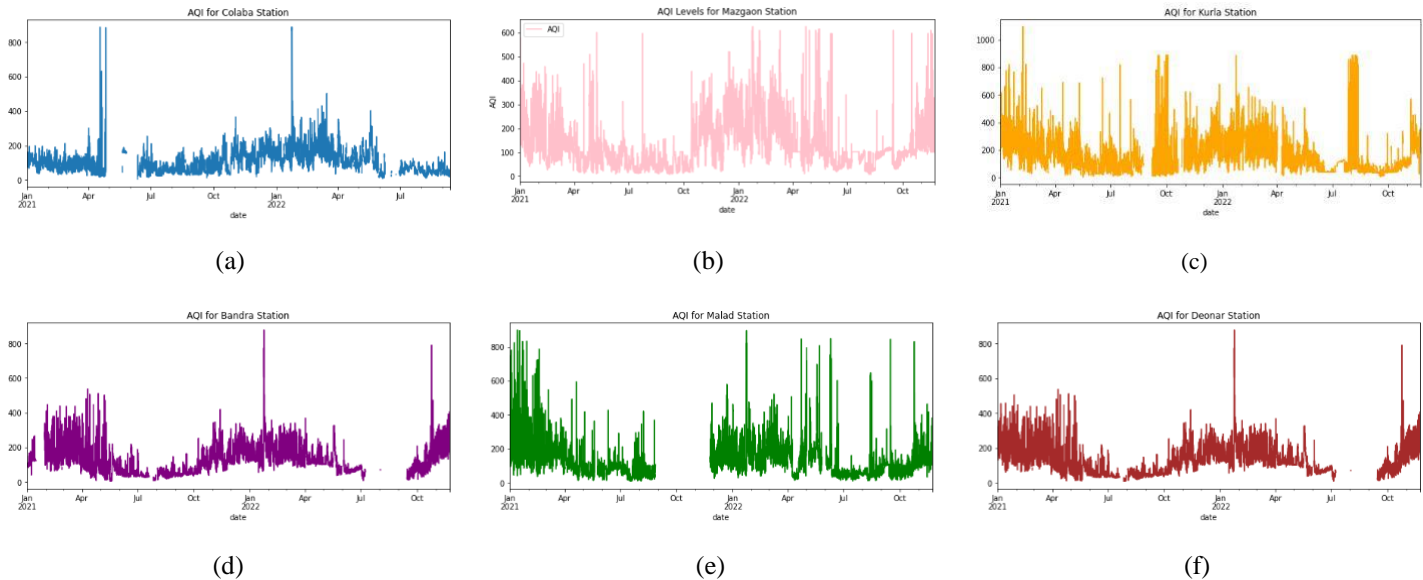 AQI for Colaba Station
800
600
400
200
0
Jan
2021
Apr
Jul
Oct
Jan
2022
Apr
Jul
date
(a)
AQI Levels for Mazgaon Station
AQI
AQI
600
500
400
300
200
100
0
Jan
2021
Apr
Jul
Oct
Jan
2022
Apr
Jul
Oct
date
(b)
AQI for Kurla Station
1000
800
600
400
200
0
Jan
2021
Apr
Jul
Oct
Jan
2022
Apr
Jul
Oct
date
(c)
AQI for Bandra Station
800
600
400
200
0
Jan
2021
Apr
Jul
Oct
Jan
2022
Apr
Jul
Oct
date
(d)
AQI for Malad Station
800
600
400
200
0
Jan
2021
Apr
Jul
Oct
Jan
2022
Apr
Jul
Oct
date
(e)
AQI for Deonar Station
800
600
400
200
0
Jan
2021
Apr
Jul
Oct
Jan
2022
Apr
Jul
Oct
date
(f)